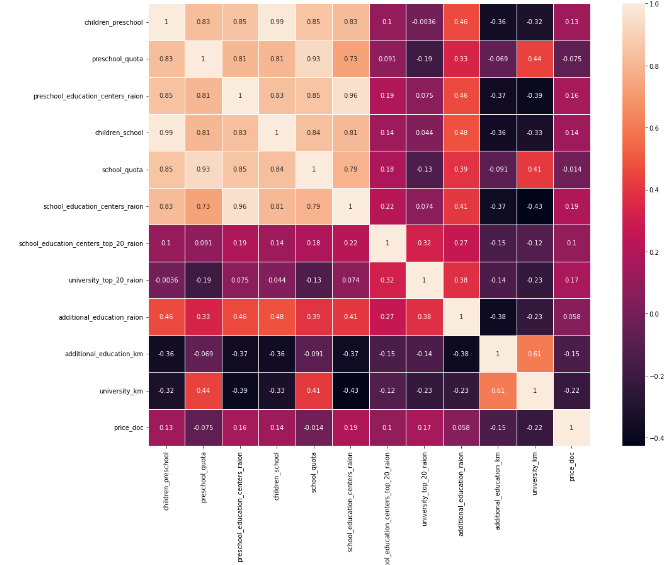 children_preschool 1 0.83 0.85 0.99 0.85 0.83 0.1 -0.0036 0.46 -0.36 -0.32 0.13
preschool_quota 0.83 1 0.81 0.81 0.93 0.73 0.091 -0.19 0.33 -0.069 0.44 -0.075
preschool_education_centers_raion 0.85 0.81 1 0.83 0.85 0.96 0.19 0.075 0.46 -0.37 -0.39 0.16
children_school 0.99 0.81 0.83 1 0.84 0.81 0.14 0.044 0.48 -0.36 -0.33 0.14
school_quota 0.85 0.93 0.85 0.84 1 0.79 0.18 -0.13 0.39 -0.091 0.41 -0.014
school_education_centers_raion 0.83 0.73 0.96 0.81 0.79 1 0.22 0.074 0.41 -0.37 -0.43 0.19
school_education_centers_top_20_raion 0.1 0.091 0.19 0.14 0.18 0.22 1 0.32 0.27 -0.15 -0.12 0.1
university_top_20_raion -0.0036 -0.19 0.075 0.044 -0.13 0.074 0.32 1 0.38 -0.14 -0.23 0.17
additional_education_raion 0.46 0.33 0.46 0.48 0.39 0.41 0.27 0.38 1 -0.38 -0.23 0.058
additional_education_km -0.36 -0.069 -0.37 -0.36 -0.091 -0.37 -0.15 -0.14 -0.38 1 0.61 -0.15
university_km -0.32 0.44 -0.39 -0.33 0.41 -0.43 -0.12 -0.23 -0.23 0.61 1 -0.22
price_doc 0.13 -0.075 0.16 0.14 -0.014 0.19 0.1 0.17 0.058 -0.15 -0.22 1
children_preschool
preschool_quota
preschool_education_centers_raion
children_school
school_quota
school_education_centers_raion
ool_education_centers_top_20_raion
university_top_20_raion
additional_education_raion
additional_education_km
university_km
price_doc
1.0
0.8
0.6
0.4
0.2
0.0
−0.2
−0.4